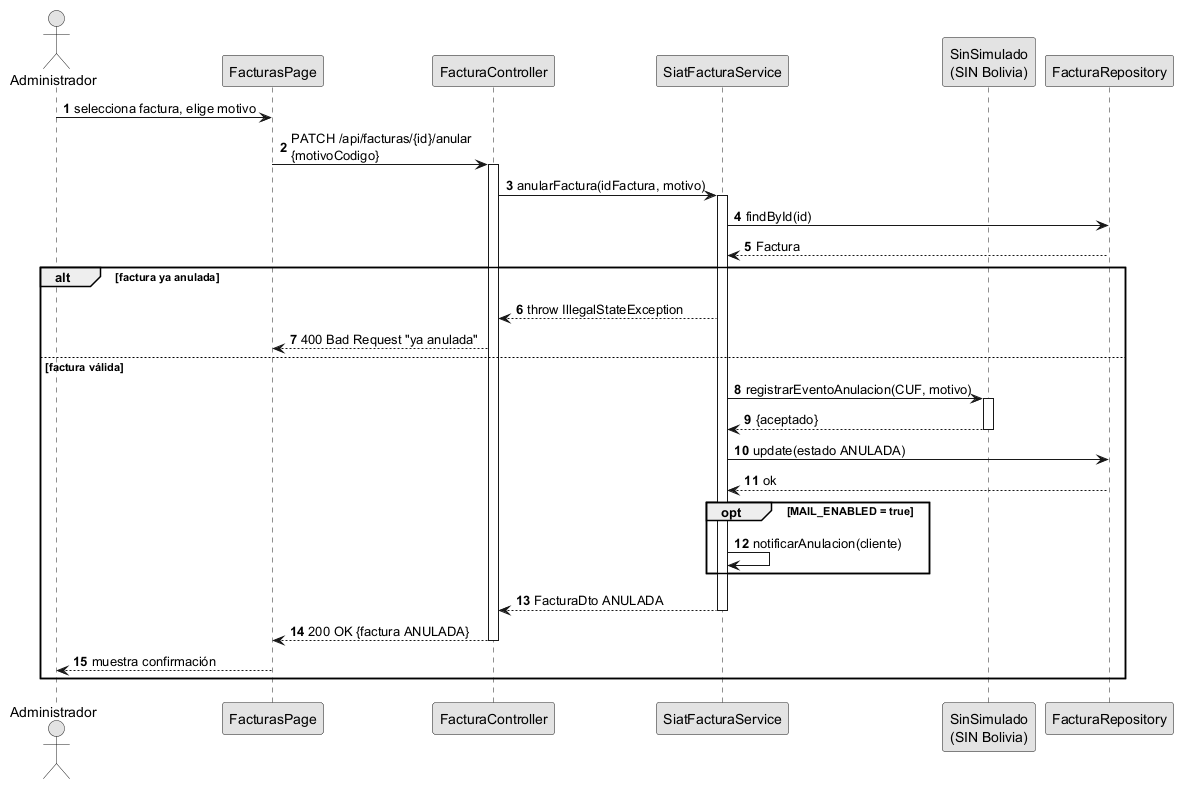 Administrador
FacturasPage
FacturaController
SiatFacturaService
SinSimulado
(SIN Bolivia)
FacturaRepository
1 selecciona factura, elige motivo
2 PATCH /api/facturas/{id}/anular
{motivoCodigo}
3 anularFactura(idFactura, motivo)
4 findById(id)
5 Factura
alt [factura ya anulada]
6 throw IllegalStateException
7 400 Bad Request "ya anulada"
[factura válida]
8 registrarEventoAnulacion(CUF, motivo)
9 {aceptado}
10 update(estado ANULADA)
11 ok
opt [MAIL_ENABLED = true]
12 notificarAnulacion(cliente)
13 FacturaDto ANULADA
14 200 OK {factura ANULADA}
15 muestra confirmación
Administrador
FacturasPage
FacturaController
SiatFacturaService
SinSimulado
(SIN Bolivia)
FacturaRepository